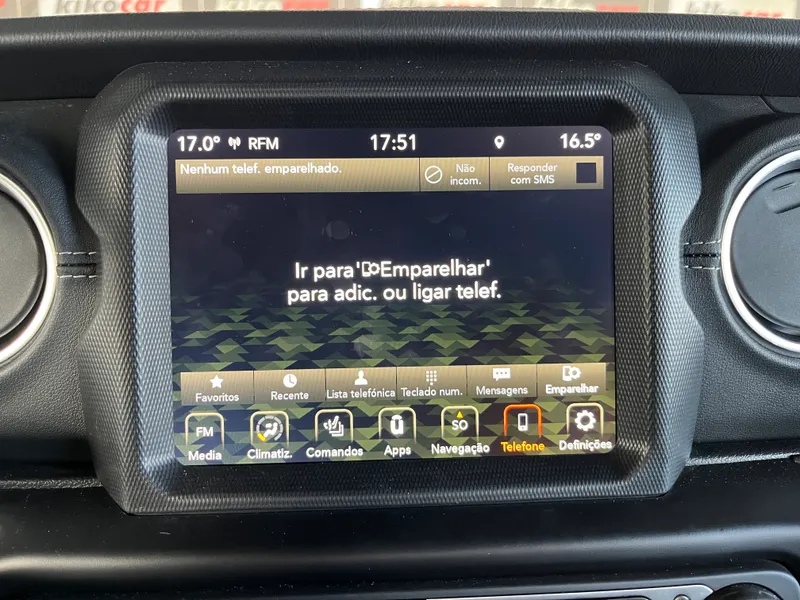 kikocar
17.0° RFM 17:51 16.5°
Nenhum telef. emparelhado.
Não
incom.
Responder
com SMS
Ir para 'Emparelhar'
para adic. ou ligar telef.
Favoritos Recente Lista telefónica Teclado num. Mensagens Emparelhar
FM SO
Media Climatiz. Comandos Apps Navegação Telefone Definições